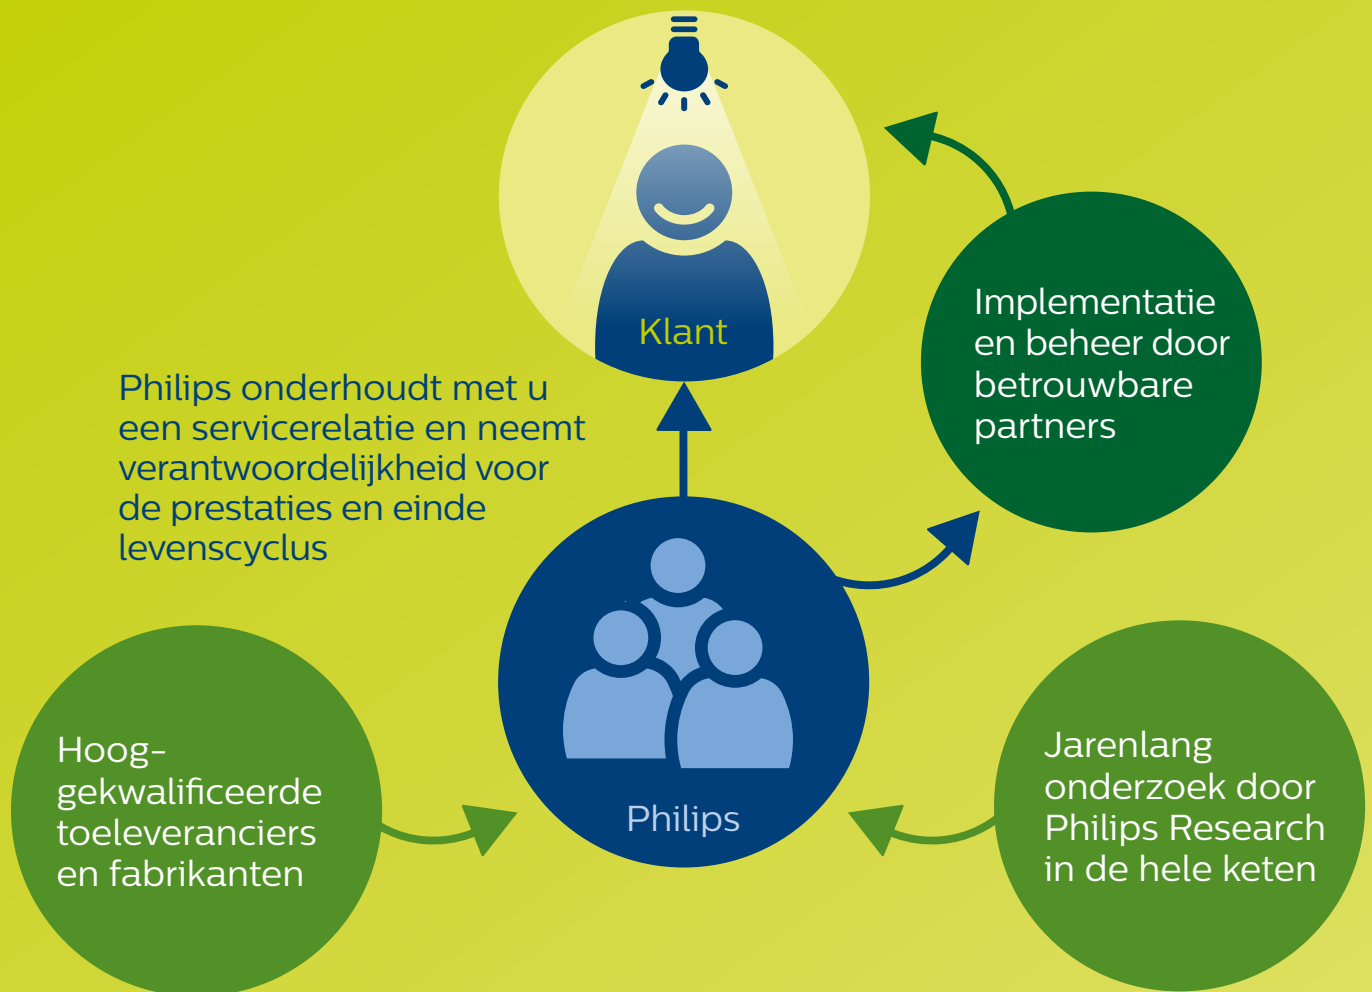 Klant
Implementatie
en beheer door
betrouwbare
partners
Philips onderhoudt met u
een servicerelatie en neemt
verantwoordelijkheid voor
de prestaties en einde
levenscyclus
Hoog-
gekwalificeerde
toeleveranciers
en fabrikanten
Philips
Jarenlang
onderzoek door
Philips Research
in de hele keten